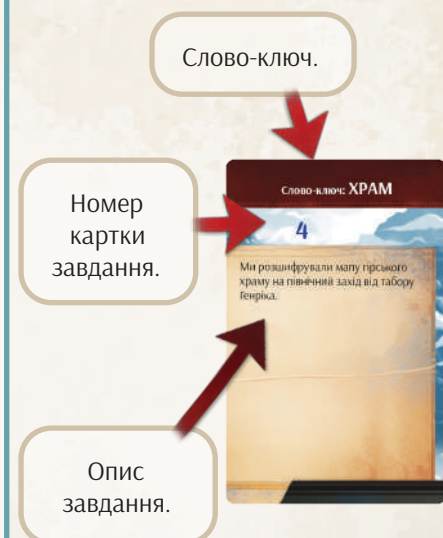 Слово-ключ.
Слово-ключ: ХРАМ
Номер
картки
завдання.
4
Ми розшифрували мапу гірського
храму на північний захід від табору
Генріка.
Опис
завдання.